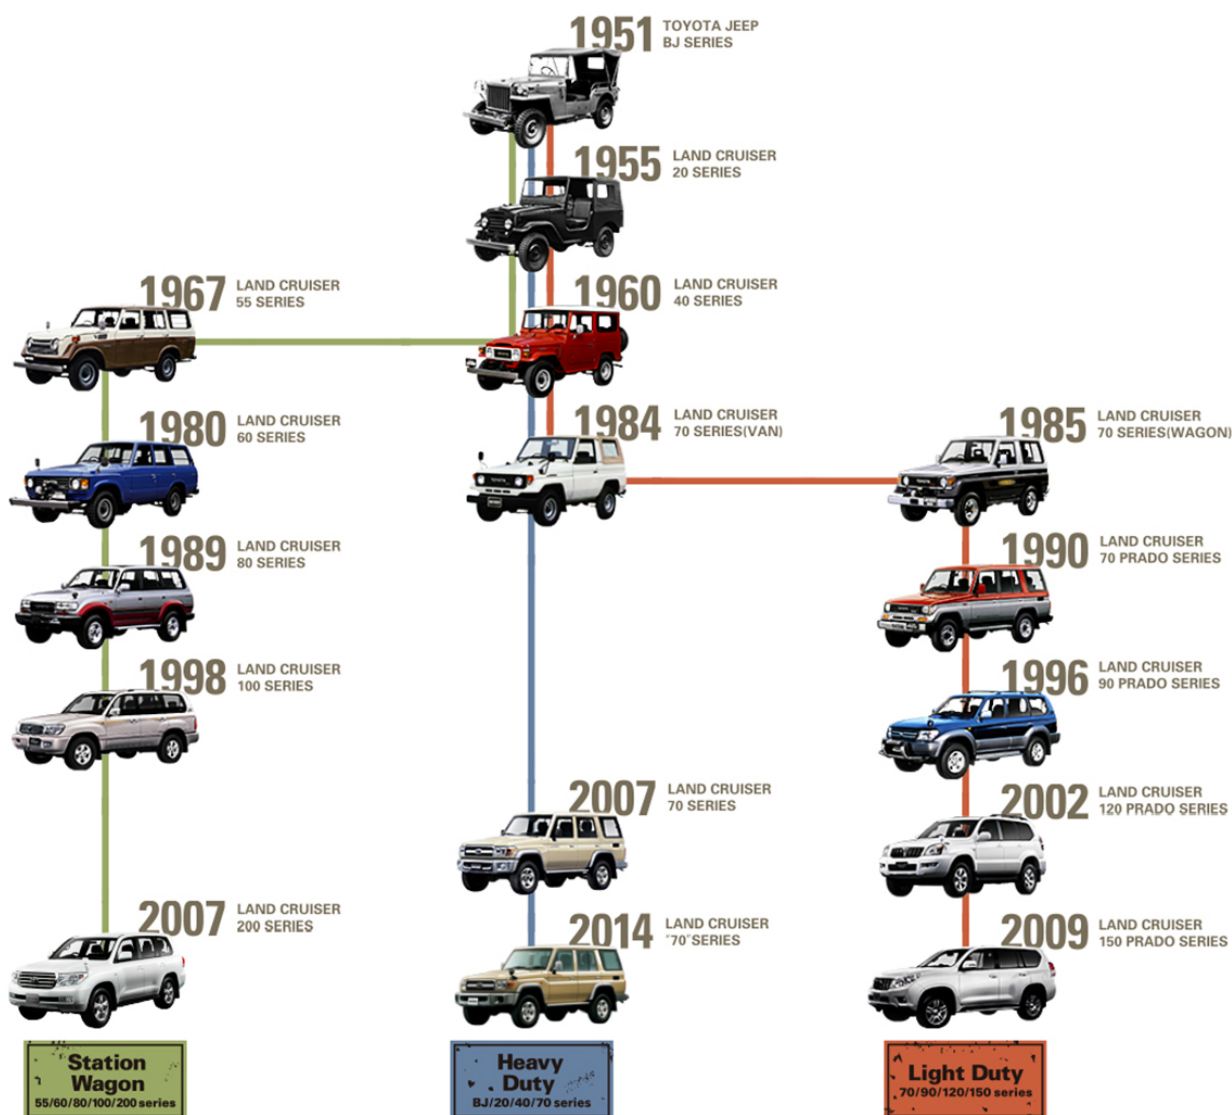 1951 TOYOTA JEEP
BJ SERIES
1955 LAND CRUISER
20 SERIES
1967 LAND CRUISER
55 SERIES
1960 LAND CRUISER
40 SERIES
1980 LAND CRUISER
60 SERIES
1984 LAND CRUISER
70 SERIES(VAN)
1985 LAND CRUISER
70 SERIES(WAGON)
1989 LAND CRUISER
80 SERIES
1990 LAND CRUISER
70 PRADO SERIES
1998 LAND CRUISER
100 SERIES
1996 LAND CRUISER
90 PRADO SERIES
2007 LAND CRUISER
70 SERIES
2002 LAND CRUISER
120 PRADO SERIES
2007 LAND CRUISER
200 SERIES
2014 LAND CRUISER
"70"SERIES
2009 LAND CRUISER
150 PRADO SERIES
Station
Wagon
55/60/80/100/200 series
Heavy
Duty
BJ/20/40/70 series
Light Duty
70/90/120/150 series